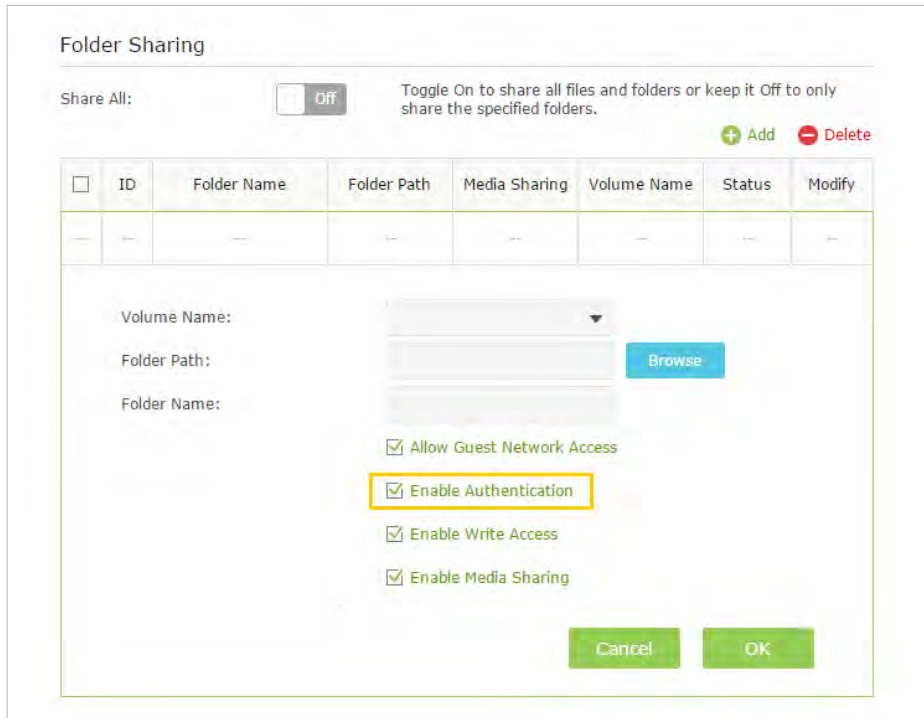 Folder Sharing
Share All: Off Toggle On to share all files and folders or keep it Off to only
share the specified folders.
Add Delete
ID Folder Name Folder Path Media Sharing Volume Name Status Modify
--- --- --- --- --- --- --- ---
Volume Name:
Folder Path: Browse
Folder Name:
Allow Guest Network Access
Enable Authentication
Enable Write Access
Enable Media Sharing
Cancel OK